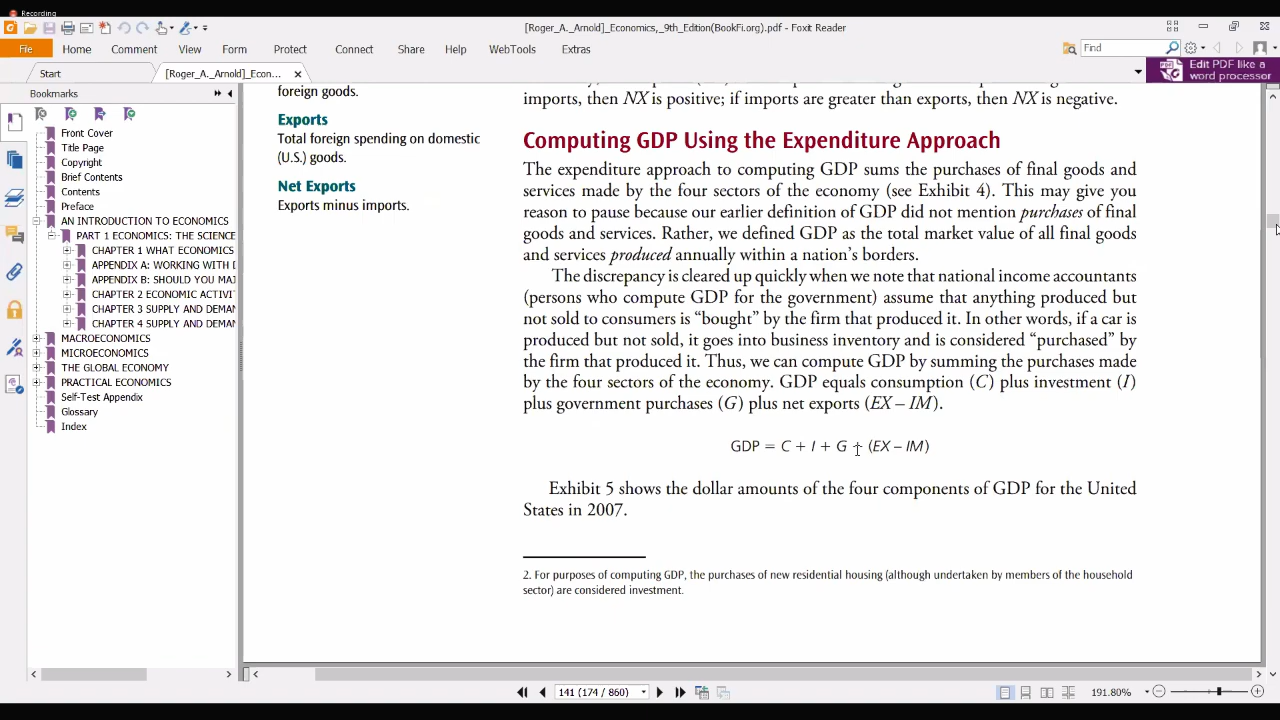 Recording
[Roger_A._Arnold]_Economics,_9th_Edition(BookFi.org).pdf - Foxit Reader
File Home Comment View Form Protect Connect Share Help WebTools Extras
Find
Start
[Roger_A._Arnold]_Econ...
Edit PDF like a
word processor
Bookmarks
Front Cover
Title Page
Copyright
Brief Contents
Contents
Preface
AN INTRODUCTION TO ECONOMICS
PART 1 ECONOMICS: THE SCIENCE
CHAPTER 1 WHAT ECONOMICS
APPENDIX A: WORKING WITH
APPENDIX B: SHOULD YOU MA
CHAPTER 2 ECONOMIC ACTIVI
CHAPTER 3 SUPPLY AND DEMAN
CHAPTER 4 SUPPLY AND DEMAN
MACROECONOMICS
MICROECONOMICS
THE GLOBAL ECONOMY
PRACTICAL ECONOMICS
Self-Test Appendix
Glossary
Index
foreign goods.
Exports
Total foreign spending on domestic
(U.S.) goods.
Net Exports
Exports minus imports.
imports, then NX is positive; if imports are greater than exports, then NX is negative.
Computing GDP Using the Expenditure Approach
The expenditure approach to computing GDP sums the purchases of final goods and
services made by the four sectors of the economy (see Exhibit 4). This may give you
reason to pause because our earlier definition of GDP did not mention purchases of final
goods and services. Rather, we defined GDP as the total market value of all final goods
and services produced annually within a nation's borders.
The discrepancy is cleared up quickly when we note that national income accountants
(persons who compute GDP for the government) assume that anything produced but
not sold to consumers is “bought” by the firm that produced it. In other words, if a car is
produced but not sold, it goes into business inventory and is considered “purchased” by
the firm that produced it. Thus, we can compute GDP by summing the purchases made
by the four sectors of the economy. GDP equals consumption (C) plus investment (I)
plus government purchases (G) plus net exports (EX – IM).
GDP = C + I + G + (EX – IM)
Exhibit 5 shows the dollar amounts of the four components of GDP for the United
States in 2007.
2. For purposes of computing GDP, the purchases of new residential housing (although undertaken by members of the household
sector) are considered investment.
141 (174 / 860)
191.80%